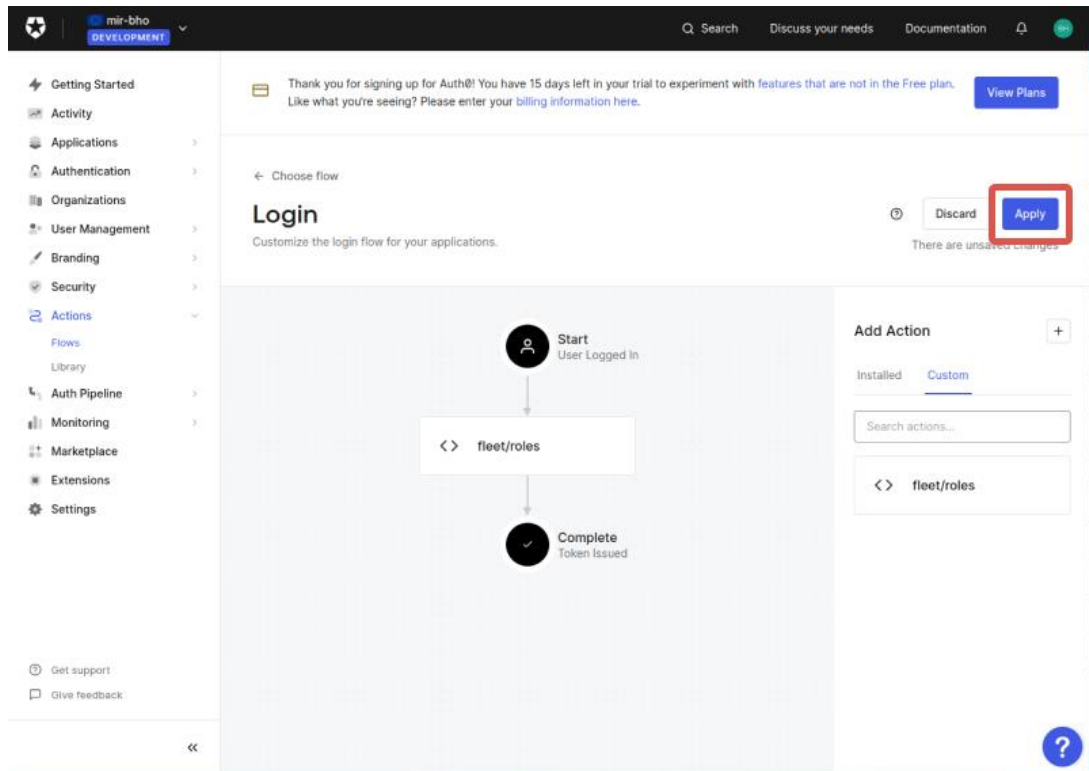 mir-bho
DEVELOPMENT
Search
Discuss your needs
Documentation
Getting Started
Activity
Applications
Authentication
Organizations
User Management
Branding
Security
Actions
Flows
Library
Auth Pipeline
Monitoring
Marketplace
Extensions
Settings
Get support
Give feedback
Thank you for signing up for Auth0! You have 15 days left in your trial to experiment with features that are not in the Free plan.
Like what you're seeing? Please enter your billing information here.
View Plans
← Choose flow
Login
Customize the login flow for your applications.
Discard
Apply
There are unsaved changes
Start
User Logged In
<> fleet/roles
Complete
Token Issued
Add Action
+
Installed
Custom
Search actions...
<> fleet/roles
?